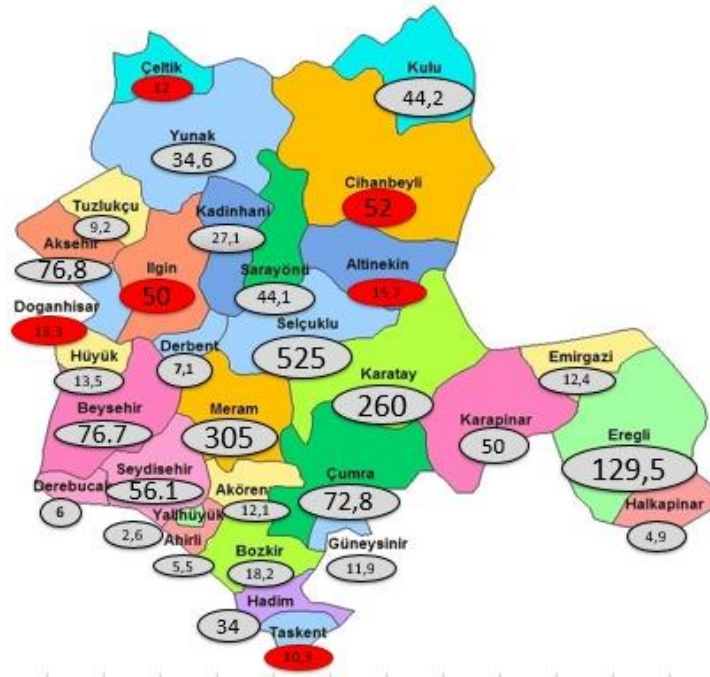 Çeltik
12
Kulu
44,2
Yunak
34,6
Cihanbeyli
52
Tuzlukçu
9,2
Kadinhani
27,1
Aksehir
76,8
Ilgin
50
Sarayönü
44,1
Altinekin
15,7
Doganhisar
13,3
Selçuklu
525
Hüyük
13,5
Derbent
7,1
Karatay
260
Emirgazi
12,4
Beysehir
76.7
Meram
305
Karapinar
50
Eregli
129,5
Derebucak
6
Seydisehir
56.1
Akören
12,1
Çumra
72,8
Halkapinar
4,9
Yalihüyük
2,6
Ahirli
5,5
Bozkir
18,2
Güneysinir
11,9
Hadim
34
Taskent
10,3